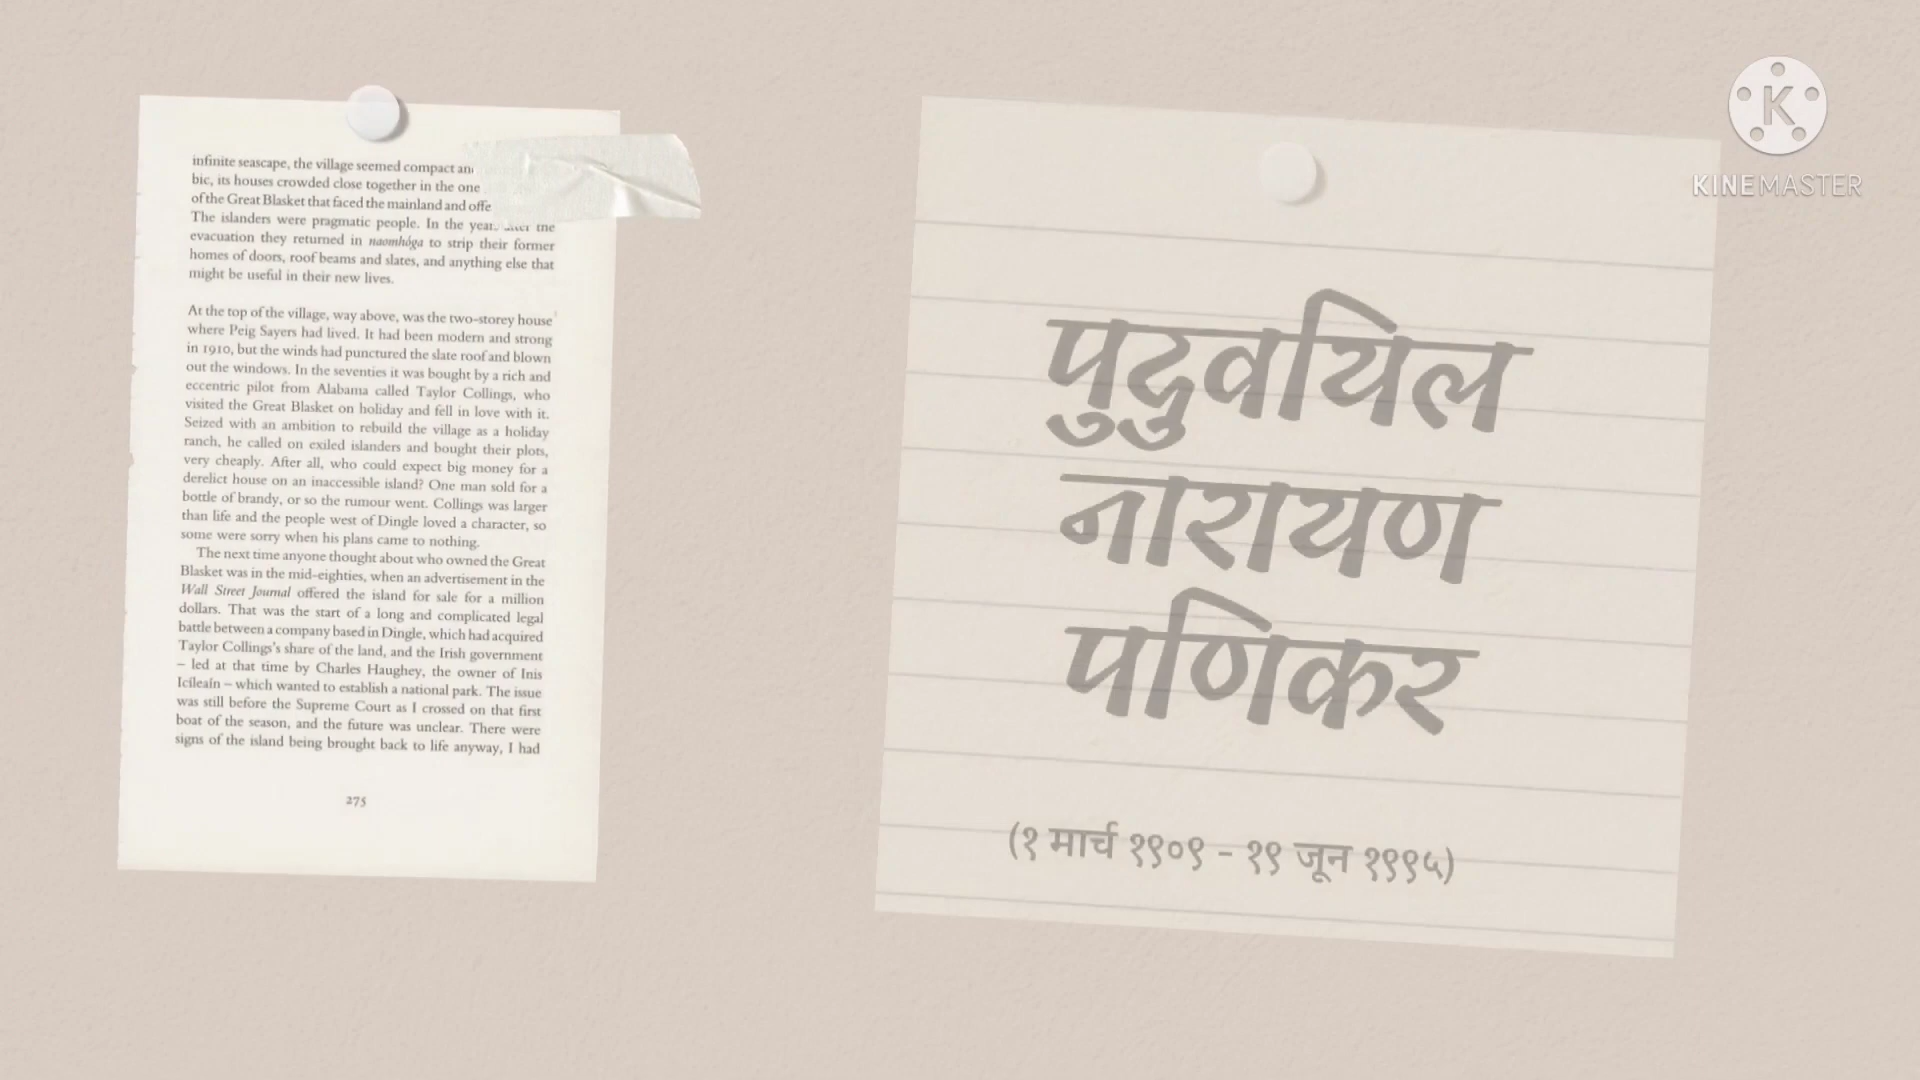 infinite seascape, the village seemed compact
bic, its houses crowded close together in the one
of the Great Blasket that faced the mainland and
The islanders were pragmatic people. In the the
evacuation they returned in naomhóga to strip their former
homes of doors, roof beams and slates, and anything else that
might be useful in their new lives.
At the top of the village, way above, was the two-storey house
where Peig Sayers had lived. It had been modern and strong
in 1910, but the winds had punctured the slate roof and blown
out the windows. In the seventies it was bought by a rich and
eccentric pilot from Alabama called Taylor Collings, who
visited the Great Blasket on holiday and fell in love with it.
Seized with an ambition to rebuild the village as a holiday
ranch, he called on exiled islanders and bought their plots,
very cheaply. After all, who could expect big money for a
derelict house on an inaccessible island? One man sold for a
bottle of brandy, or so the rumour went. Collings was larger
than life and the people west of Dingle loved a character, so
some were sorry when his plans came to nothing.
The next time anyone thought about who owned the Great
Blasket was in the mid-eighties, when an advertisement in the
Wall Street Journal offered the island for sale for a million
dollars. That was the start of a long and complicated legal
battle between a company based in Dingle, which had acquired
Taylor Collings's share of the land, and the Irish government
– led at that time by Charles Haughey, the owner of Inis
Icíleaín – which wanted to establish a national park. The issue
was still before the Supreme Court as I crossed on that first
boat of the season, and the future was unclear. There were
signs of the island being brought back to life anyway, I had
275
पुदुवयिल
नारायण
पणिकर
(१ मार्च १९०९ - १९ जून १९९५)
KINEMASTER